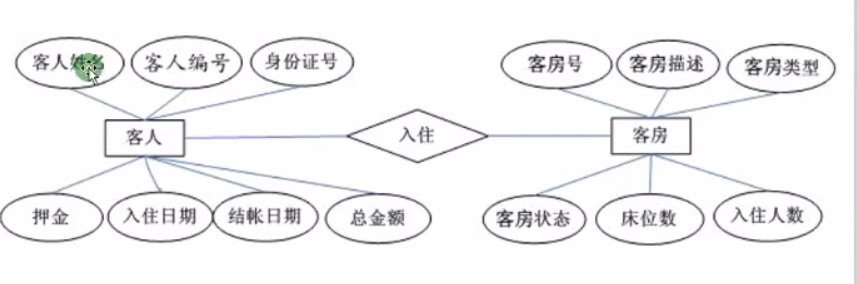 客人姓名
客人编号
身份证号
客房号
客房描述
客房类型
客人
入住
客房
押金
入住日期
结帐日期
总金额
客房状态
床位数
入住人数